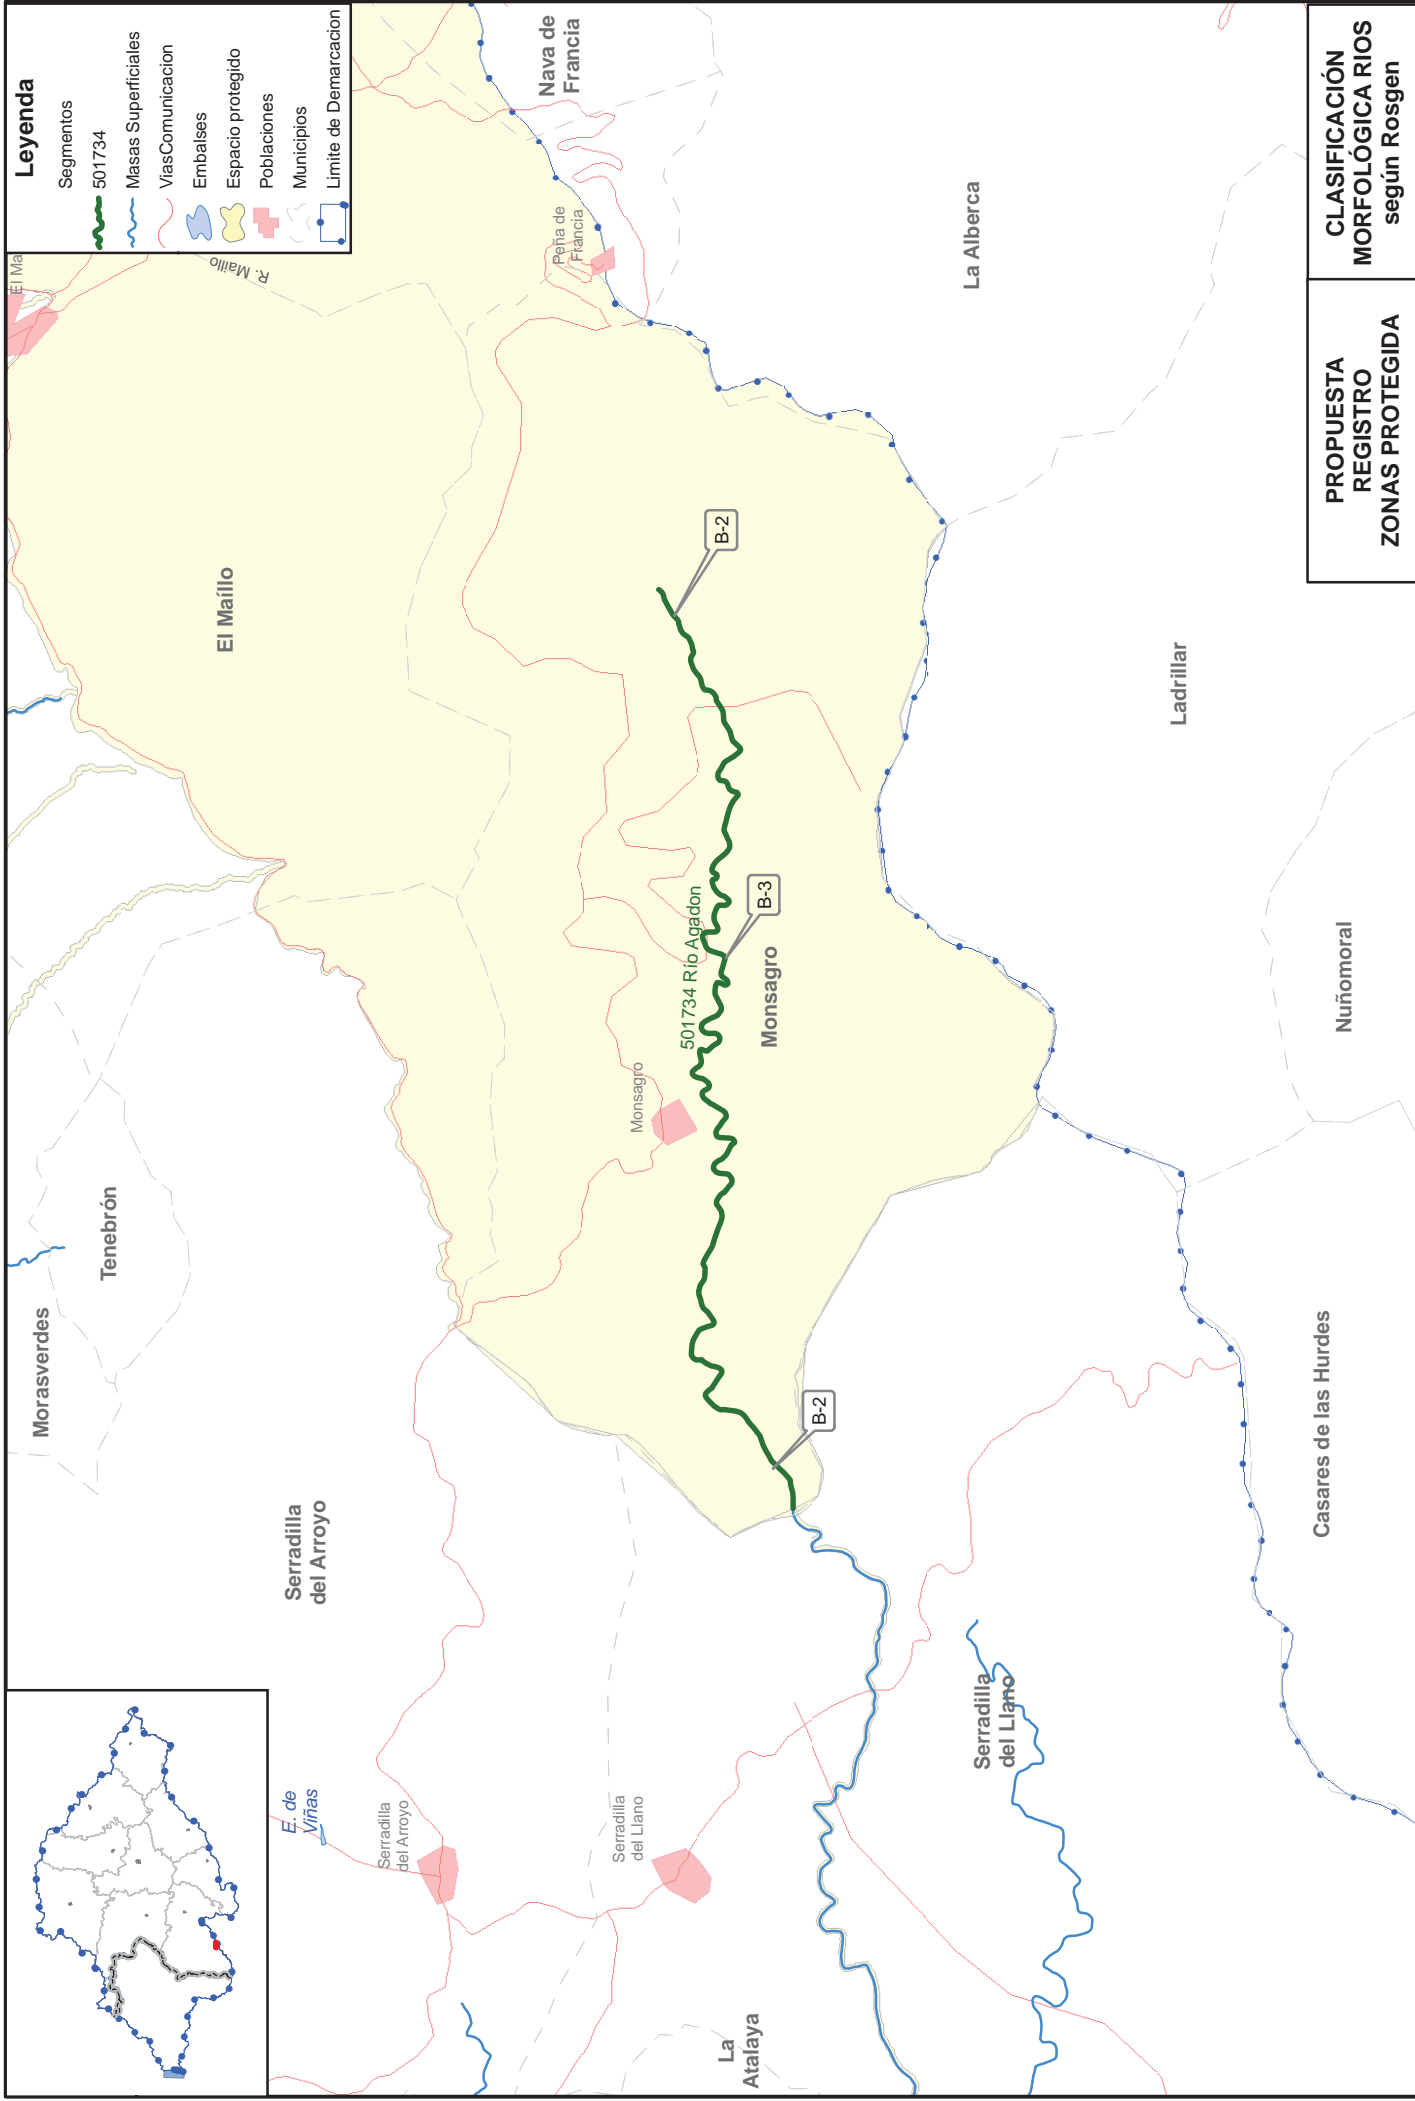 Leyenda
Segmentos
501734
Masas Superficiales
ViasComunicacion
Embalses
Espacio protegido
Poblaciones
Municipios
Limite de Demarcacion
Morasverdes
Tenebrón
El Ma
R. Maíllo
El Maíllo
Nava de
Francia
Peña de
Francia
La Alberca
Serradilla
del Arroyo
E. de
Viñas
Serradilla
del Arroyo
Serradilla
del Llano
Monsagro
501734 Río Agadon
B-2
B-3
B-2
Monsagro
La
Atalaya
Serradilla
del Llano
Ladrillar
Nuñomoral
Casares de las Hurdes
PROPUESTA
REGISTRO
ZONAS PROTEGIDA
CLASIFICACIÓN
MORFOLÓGICA RIOS
según Rosgen